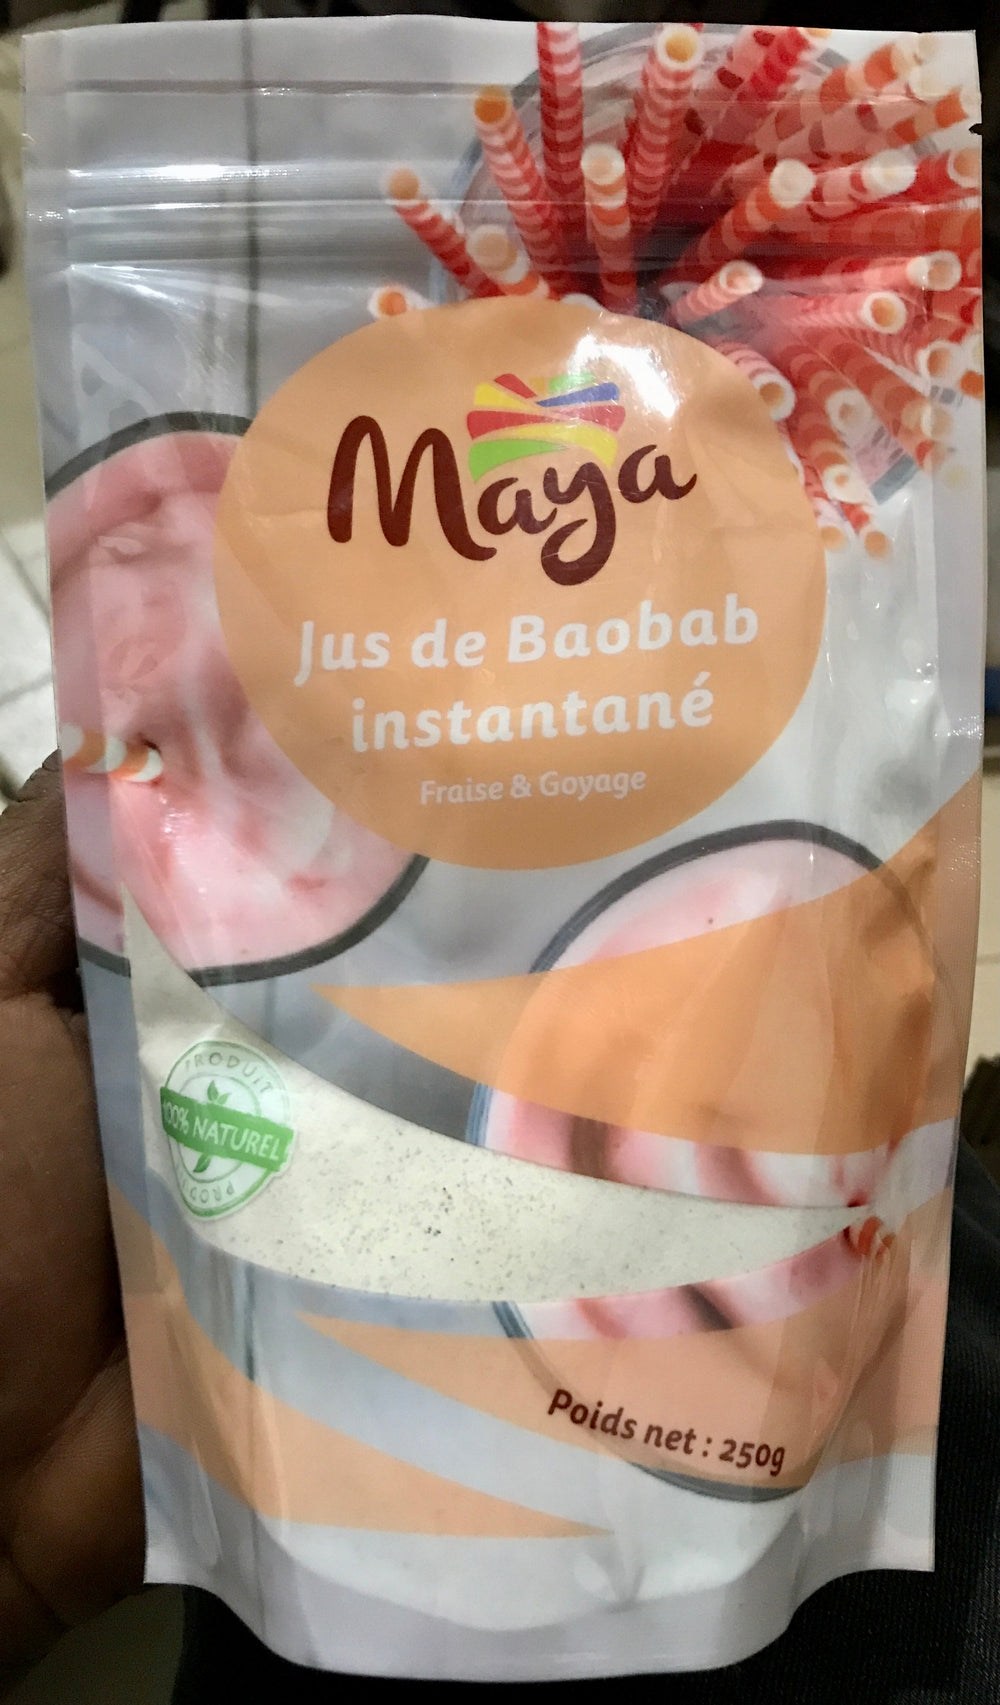 Maya
Jus de Baobab
instantané
Fraise & Goyage
PRODUIT
100% NATUREL
Poids net : 250g